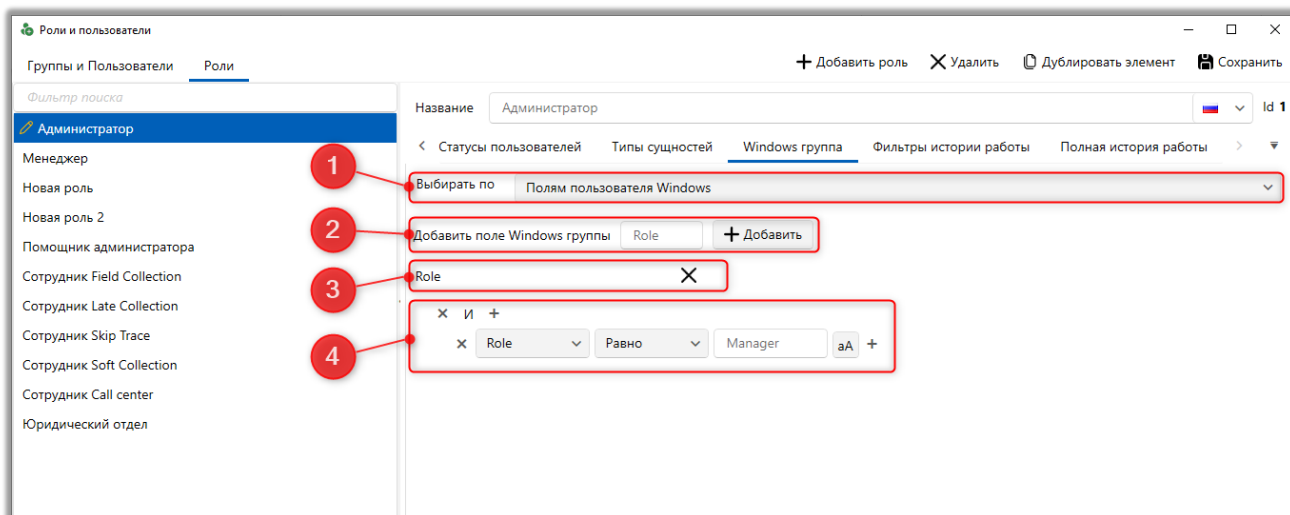 Роли и пользователи
Группы и Пользователи Роли
Добавить роль Удалить Дублировать элемент Сохранить
Фильтр поиска
Администратор
Менеджер
Новая роль
Новая роль 2
Помощник администратора
Сотрудник Field Collection
Сотрудник Late Collection
Сотрудник Skip Trace
Сотрудник Soft Collection
Сотрудник Call center
Юридический отдел
Название Администратор Id 1
Статусы пользователей Типы сущностей Windows группа Фильтры истории работы Полная история работы
1
Выбирать по Полям пользователя Windows
2
Добавить поле Windows группы Role + Добавить
3
Role
4
И +
Role Равно Manager aA +